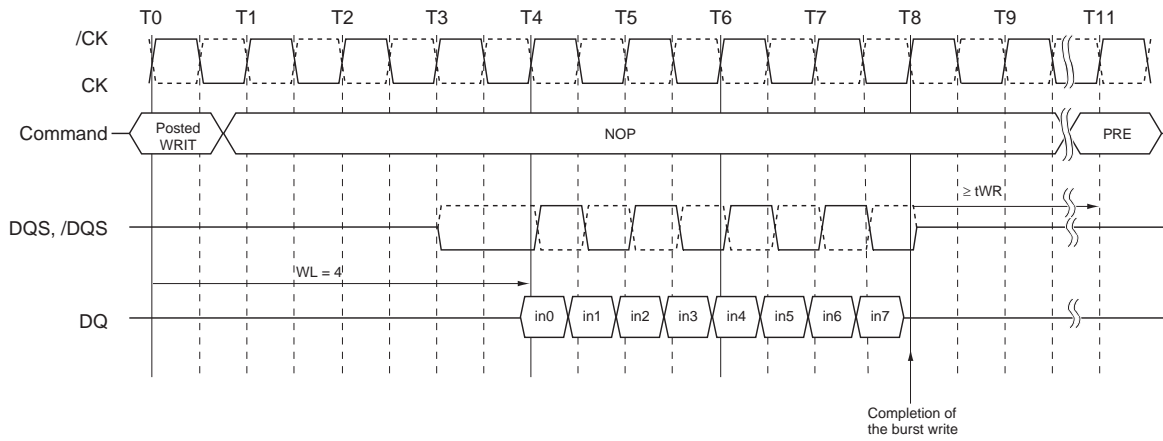 T0 T1 T2 T3 T4 T5 T6 T7 T8 T9 T11
/CK
CK
Command
Posted
WRIT
NOP
PRE
≥ tWR
DQS, /DQS
WL = 4
DQ
in0 in1 in2 in3 in4 in5 in6 in7
Completion of
the burst write